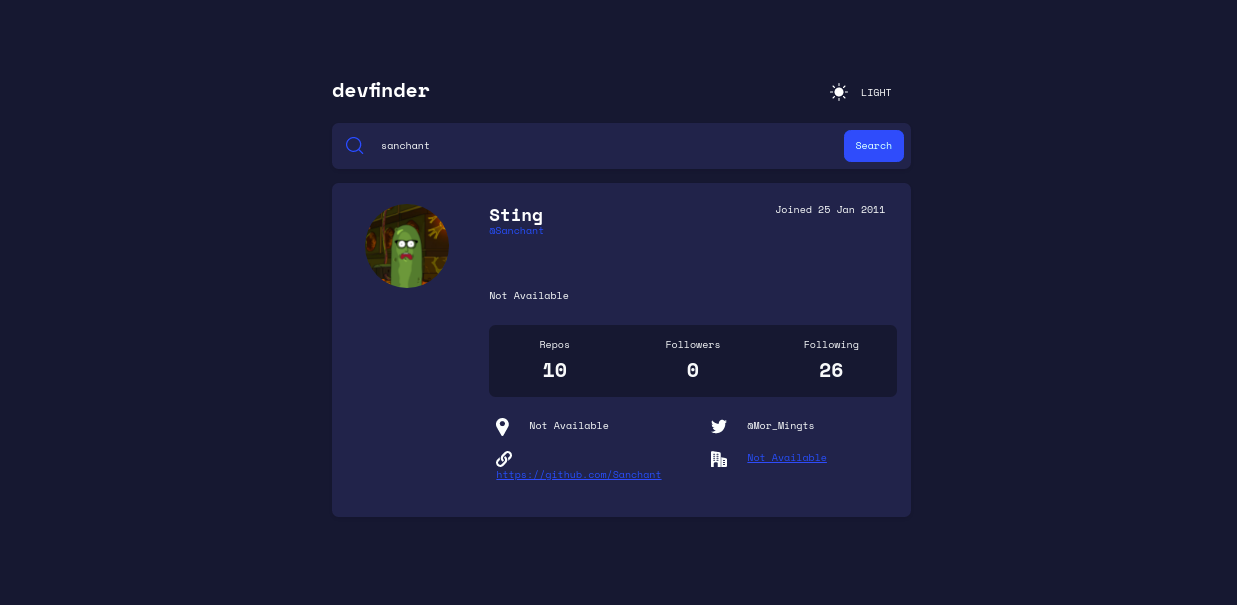 devfinder
LIGHT
sanchant
Search
Sting
Joined 25 Jan 2011
@Sanchant
Not Available
Repos
Followers
Following
10
0
26
Not Available
@Mor_Mingts
Not Available
https://github.com/Sanchant